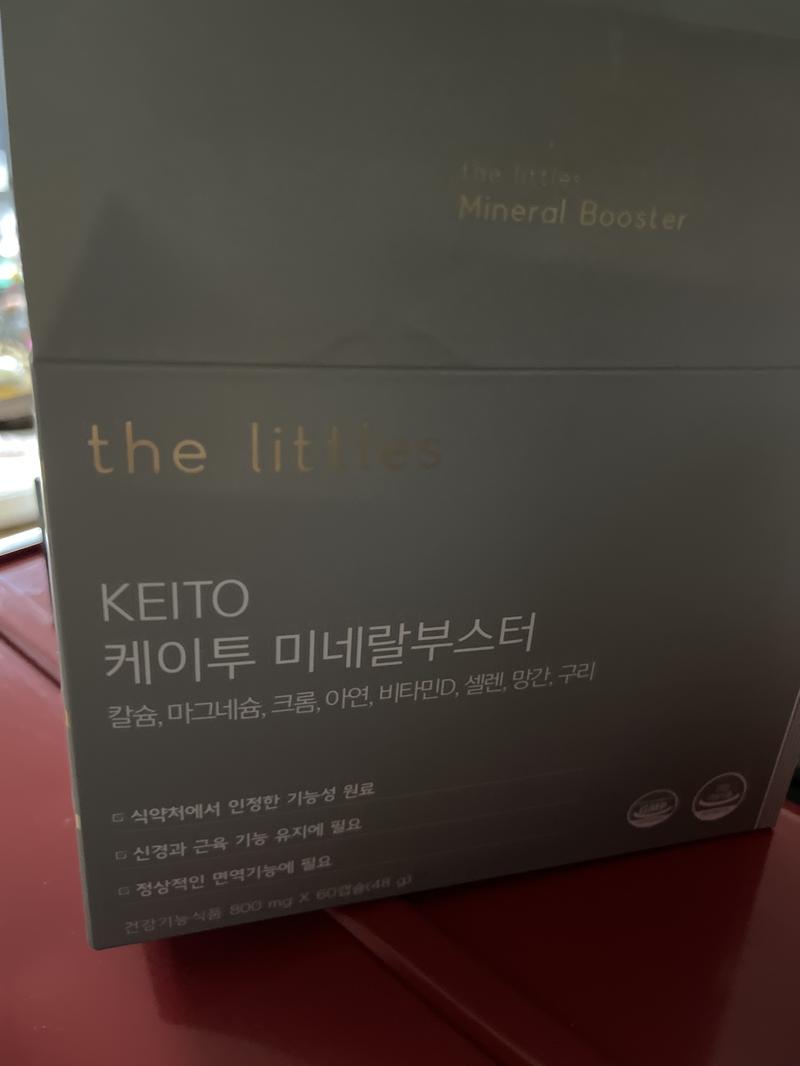 the littles
Mineral Booster
the littles
KEITO
케이투 미네랄부스터
칼슘, 마그네슘, 크롬, 아연, 비타민D, 셀렌, 망간, 구리
식약처에서 인정한 기능성 원료
신경과 근육 기능 유지에 필요
정상적인 면역기능에 필요
건강기능식품 800 mg X 60캡슐(48 g)
GMP